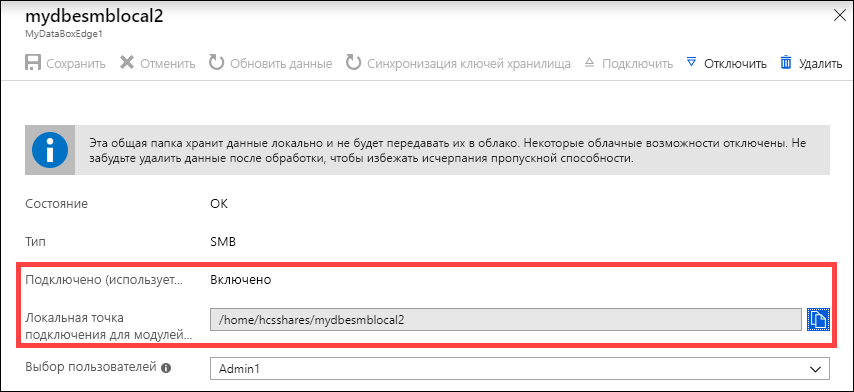 mydbesmblocal2
MyDataBoxEdge1
Сохранить Отменить Обновить данные Синхронизация ключей хранилища Подключить Отключить Удалить
Эта общая папка хранит данные локально и не будет передавать их в облако. Некоторые облачные возможности отключены. Не
забудьте удалить данные после обработки, чтобы избежать исчерпания пропускной способности.
Состояние OK
Тип SMB
Подключено (использует... Включено
Локальная точка
подключения для модулей... /home/hcsshares/mydbesmblocal2
Выбор пользователей Admin1